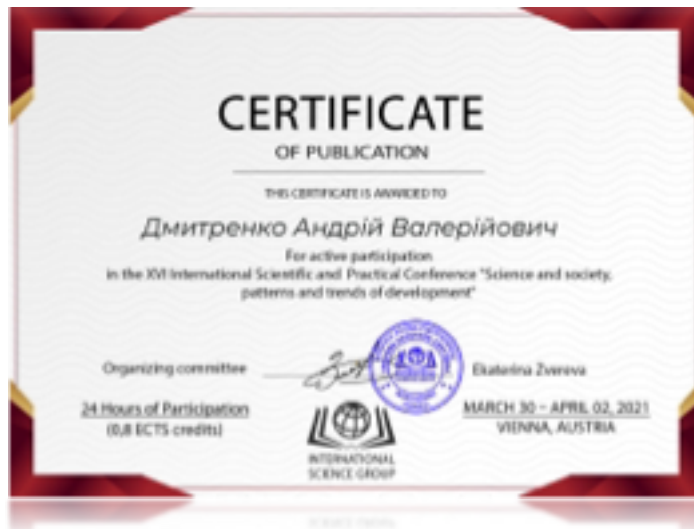 CERTIFICATE
OF PUBLICATION
THIS CERTIFICATE IS AWARDED TO
Дмитренко Андрій Валерійович
For active participation
in the XVI International Scientific and Practical Conference "Science and society,
patterns and trends of development"
Organizing committee
Ekaterina Zvereva
24 Hours of Participation
(0,8 ECTS credits)
MARCH 30 – APRIL 02, 2021
VIENNA, AUSTRIA
INTERNATIONAL
SCIENCE GROUP